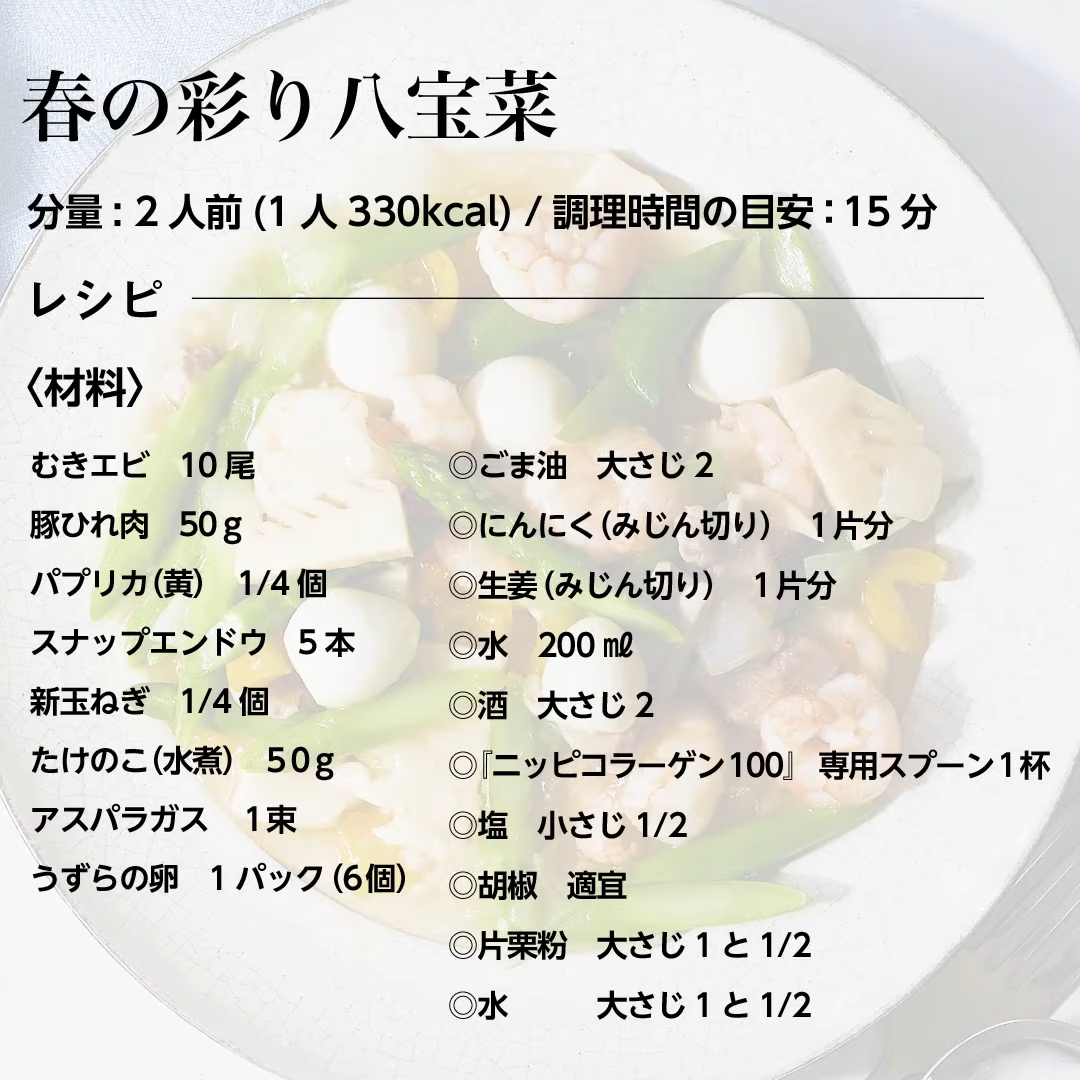 春の彩り八宝菜
分量：2人前 (1人 330kcal) / 調理時間の目安：15分
レシピ
〈材料〉
むきエビ　10尾
豚ひれ肉　50g
パプリカ(黄)　1/4個
スナップエンドウ　5本
新玉ねぎ　1/4個
たけのこ(水煮)　50g
アスパラガス　1束
うずらの卵　1パック(6個)
◎ごま油　大さじ2
◎にんにく(みじん切り)　1片分
◎生姜(みじん切り)　1片分
◎水　200㎖
◎酒　大さじ2
◎『ニッピコラーゲン100』 専用スプーン1杯
◎塩　小さじ1/2
◎胡椒　適宜
◎片栗粉　大さじ1と1/2
◎水　　　大さじ1と1/2